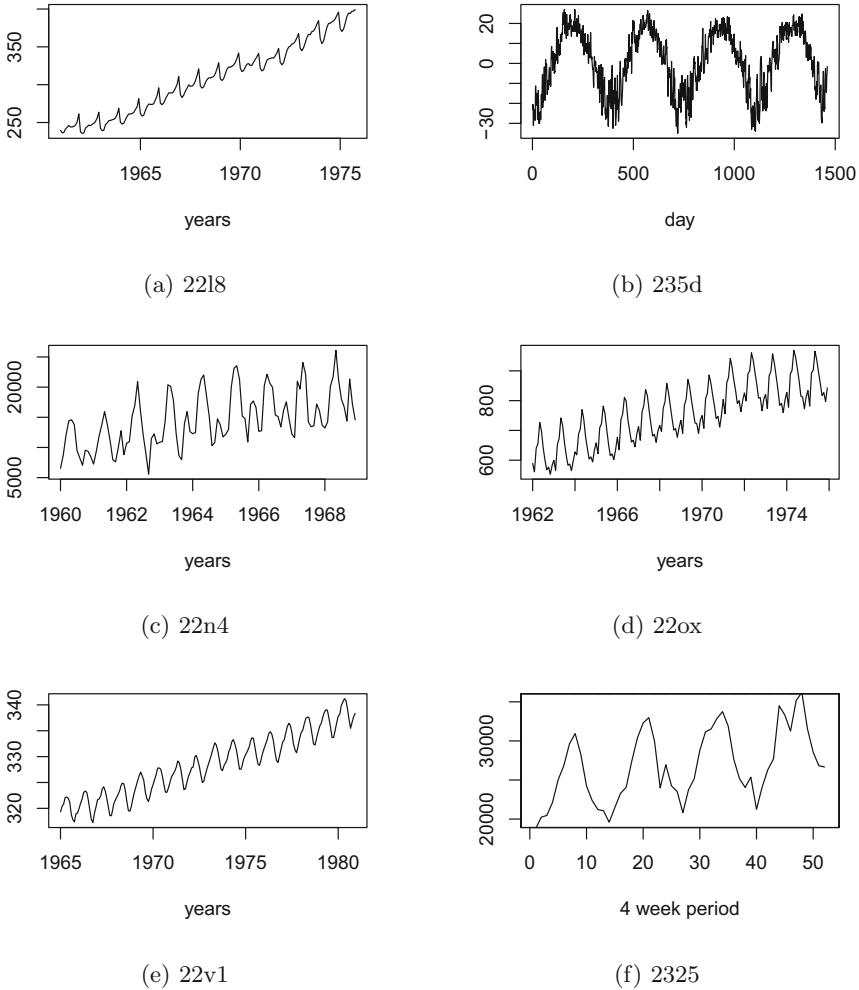 350
250
1965 1970 1975
years
(a) 22l8
20
0
−30
0 500 1000 1500
day
(b) 235d
20000
5000
1960 1962 1964 1966 1968
years
(c) 22n4
800
600
1962 1966 1970 1974
years
(d) 22ox
340
330
320
1965 1970 1975 1980
years
(e) 22v1
30000
20000
0 10 20 30 40 50
4 week period
(f) 2325